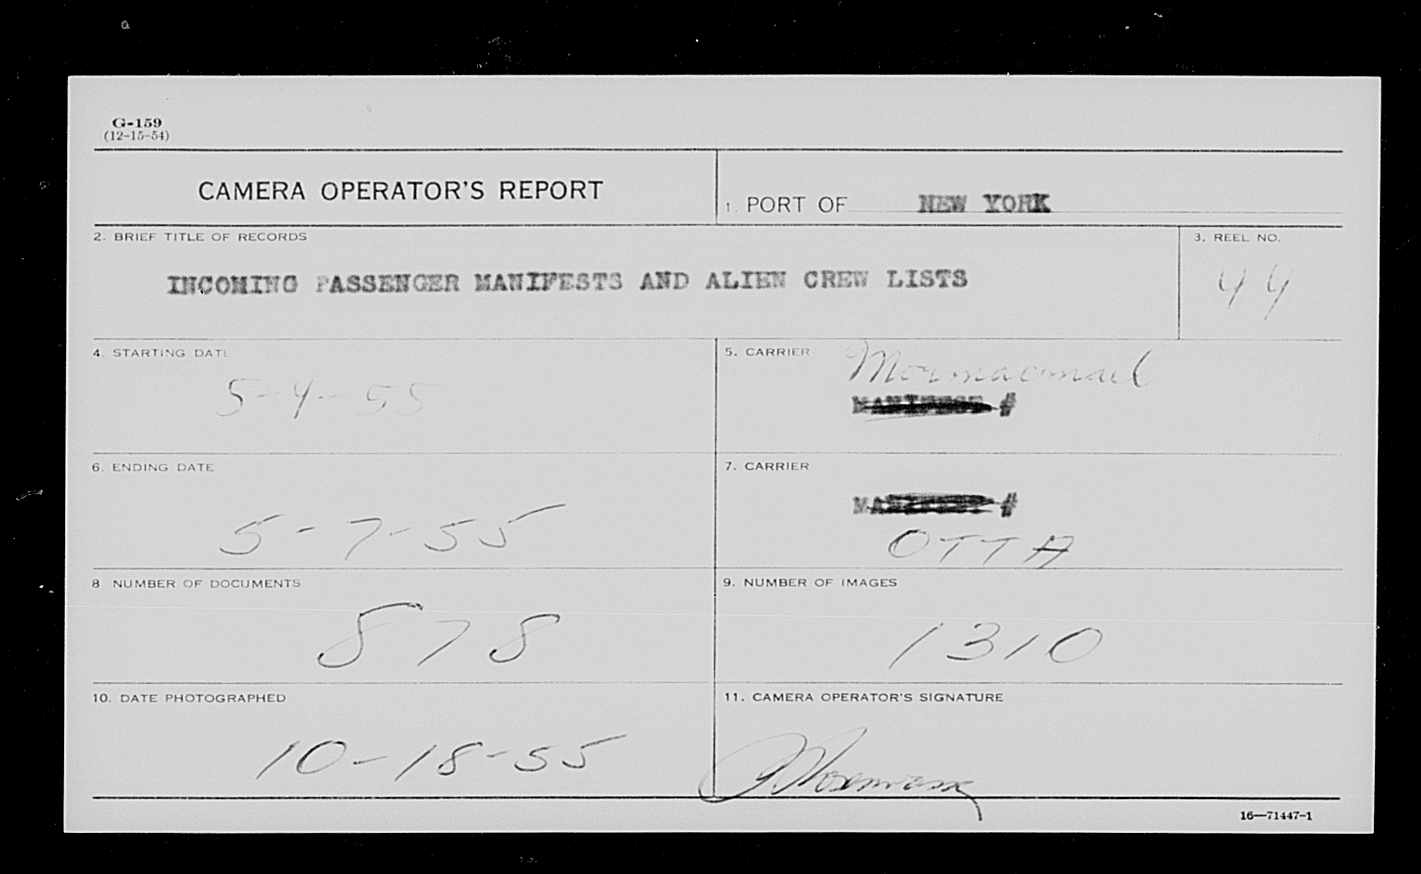 G-159
(12-15-54)
CAMERA OPERATOR'S REPORT
1. PORT OF NEW YORK
2. BRIEF TITLE OF RECORDS
INCOMING PASSENGER MANIFESTS AND ALIEN CREW LISTS
3. REEL NO.
44
4. STARTING DATE
5-4-55
5. CARRIER
Mormacmail
MANIFEST #
6. ENDING DATE
5-7-55
7. CARRIER
MANIFEST #
OTTA
8 NUMBER OF DOCUMENTS
878
9. NUMBER OF IMAGES
1310
10. DATE PHOTOGRAPHED
10-18-55
11. CAMERA OPERATOR'S SIGNATURE
16—71447-1